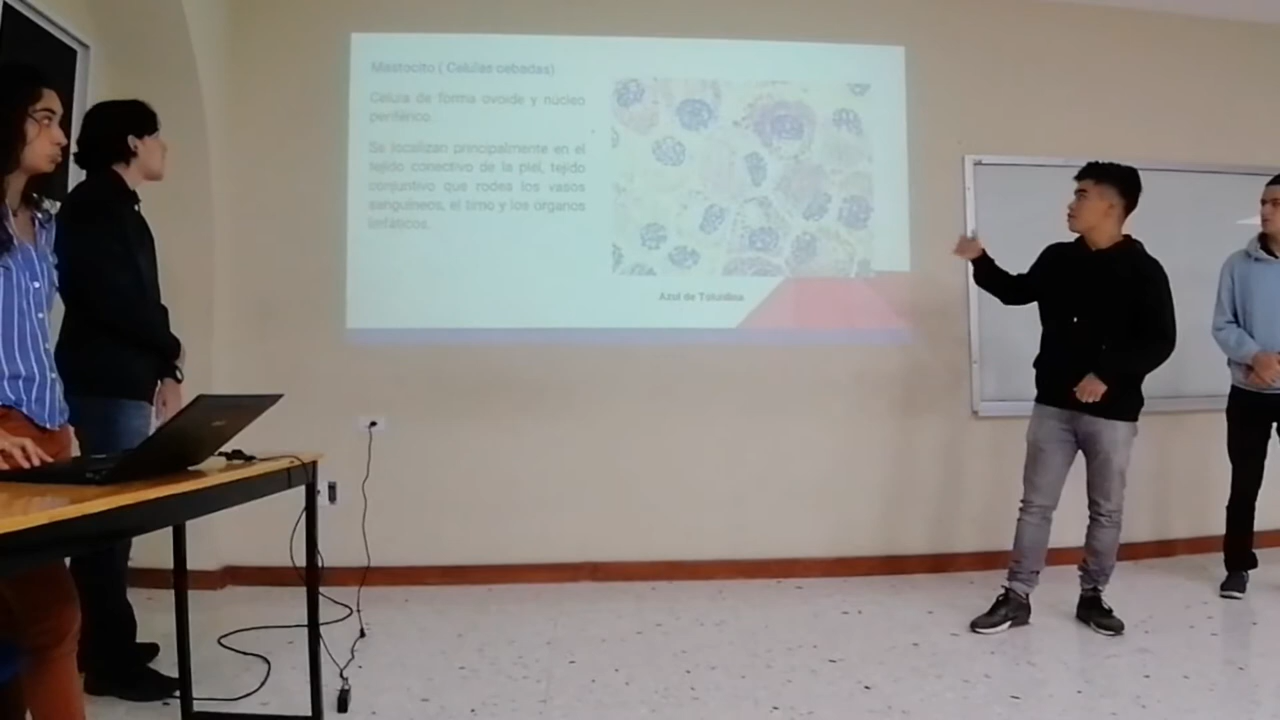 Mastocito ( Células cebadas)
Célula de forma ovoide y núcleo
periférico.
Se localizan principalmente en el
tejido conectivo de la piel, tejido
conjuntivo que rodea los vasos
sanguíneos, el timo y los órganos
linfáticos.
Azul de Toluidina